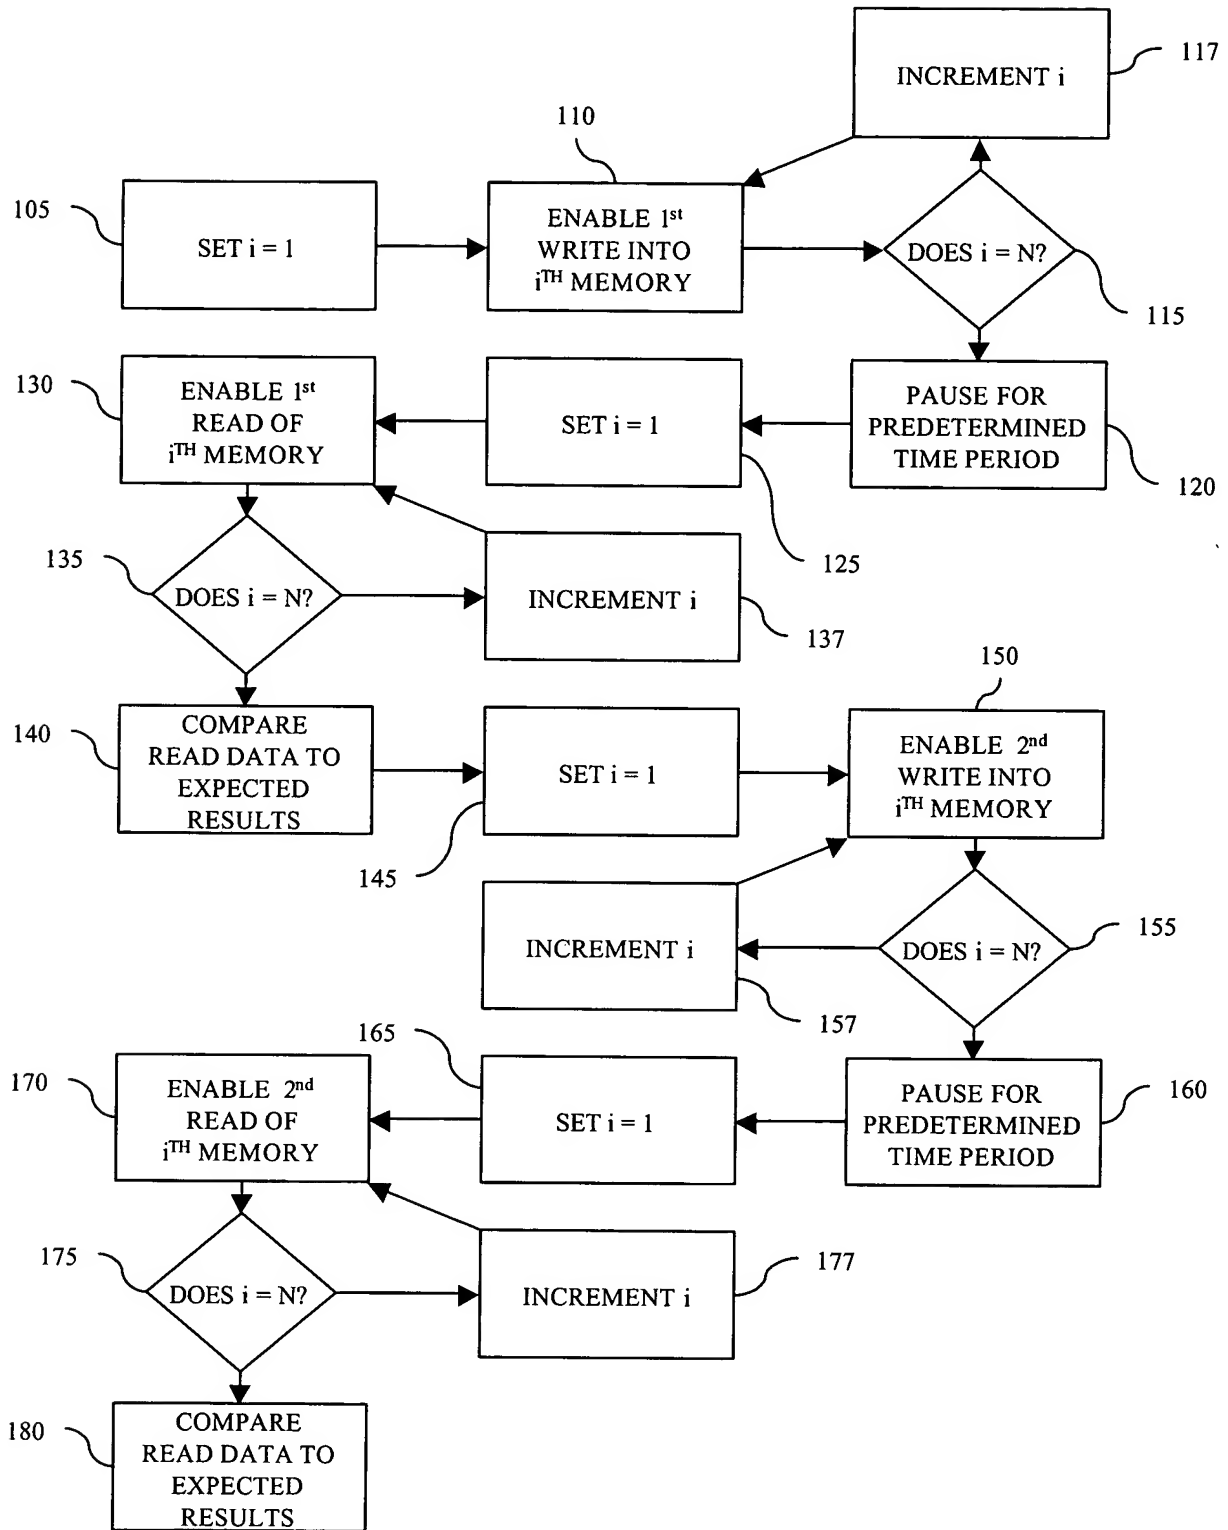 117
INCREMENT i
110
105
SET i = 1
ENABLE 1st
WRITE INTO
iTH MEMORY
DOES i = N?
115
130
ENABLE 1st
READ OF
iTH MEMORY
SET i = 1
125
PAUSE FOR
PREDETERMINED
TIME PERIOD
120
135
DOES i = N?
INCREMENT i
137
140
COMPARE
READ DATA TO
EXPECTED
RESULTS
SET i = 1
145
150
ENABLE 2nd
WRITE INTO
iTH MEMORY
INCREMENT i
157
DOES i = N?
155
170
ENABLE 2nd
READ OF
iTH MEMORY
165
SET i = 1
PAUSE FOR
PREDETERMINED
TIME PERIOD
160
175
DOES i = N?
INCREMENT i
177
180
COMPARE
READ DATA TO
EXPECTED
RESULTS